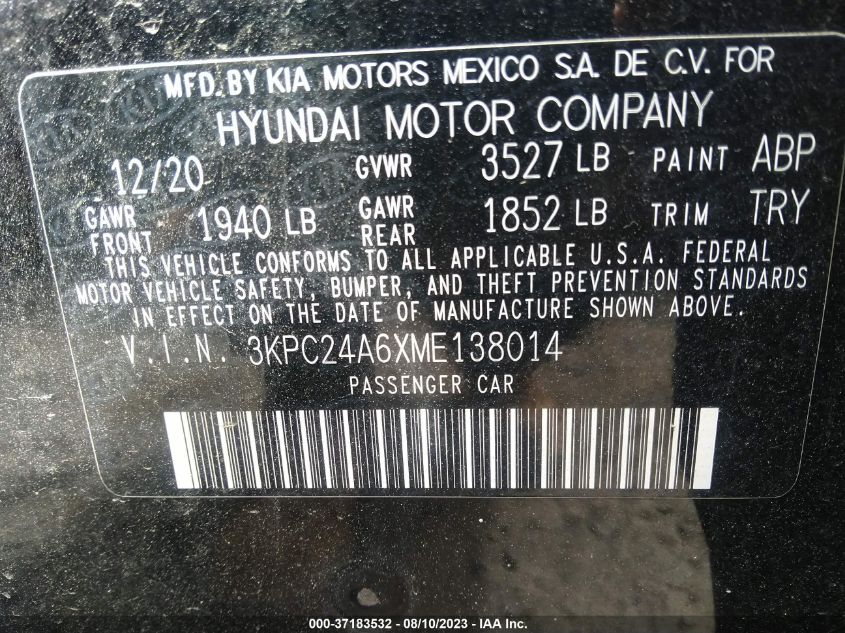 MFD. BY KIA MOTORS MEXICO S.A. DE C.V. FOR
HYUNDAI MOTOR COMPANY
12/20 GVWR 3527 LB PAINT ABP
GAWR FRONT 1940 LB GAWR REAR 1852 LB TRIM TRY
THIS VEHICLE CONFORMS TO ALL APPLICABLE U.S.A. FEDERAL
MOTOR VEHICLE SAFETY, BUMPER, AND THEFT PREVENTION STANDARDS
IN EFFECT ON THE DATE OF MANUFACTURE SHOWN ABOVE.
V.I.N. 3KPC24A6XME138014
PASSENGER CAR
000-37183532 — 08/10/2023 — IAA Inc.